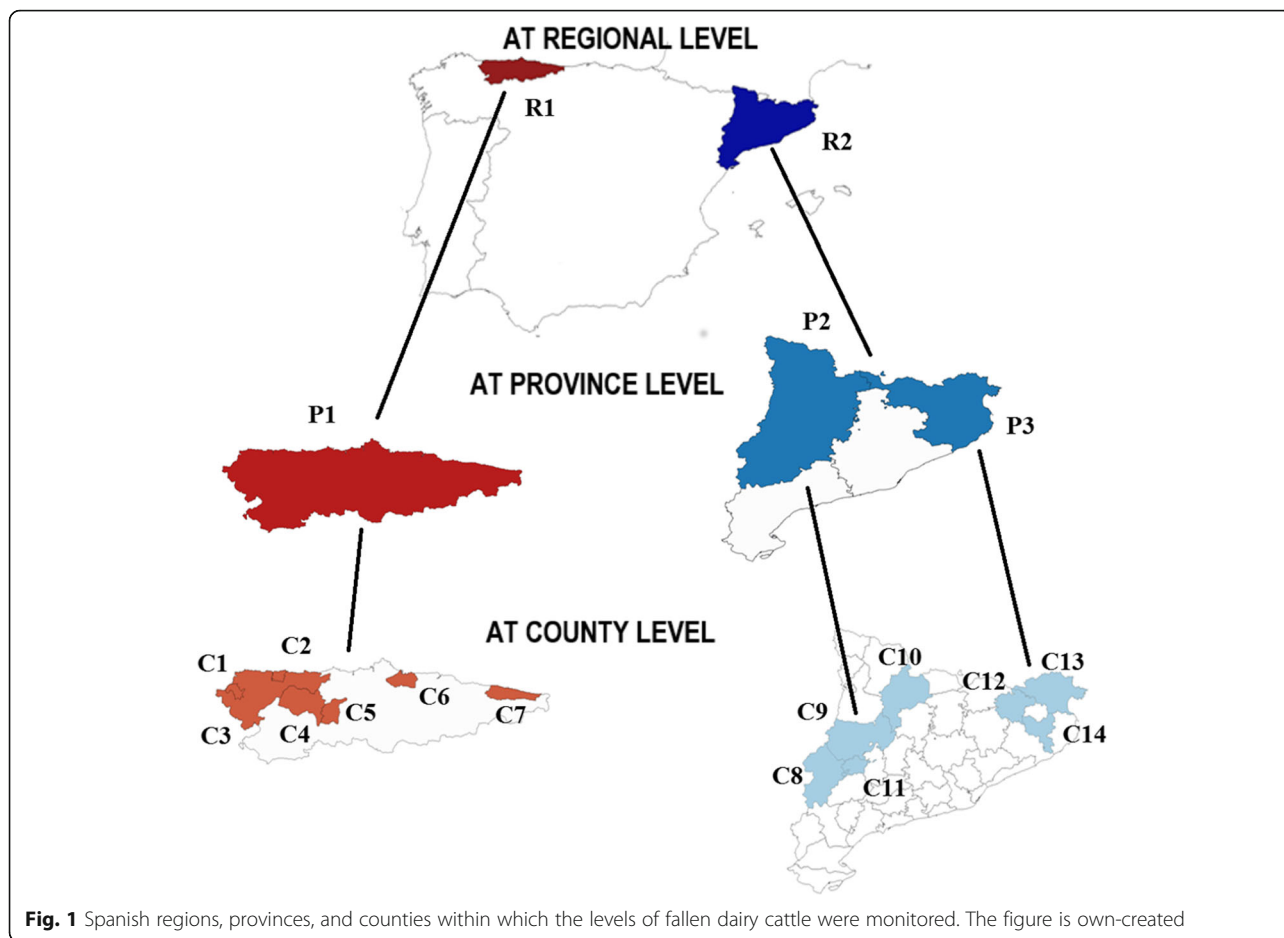 AT REGIONAL LEVEL
R1
R2
P2
AT PROVINCE LEVEL
P1
P3
AT COUNTY LEVEL
C1
C2
C3
C4
C5
C6
C7
C8
C9
C10
C11
C12
C13
C14
Fig. 1 Spanish regions, provinces, and counties within which the levels of fallen dairy cattle were monitored. The figure is own-created